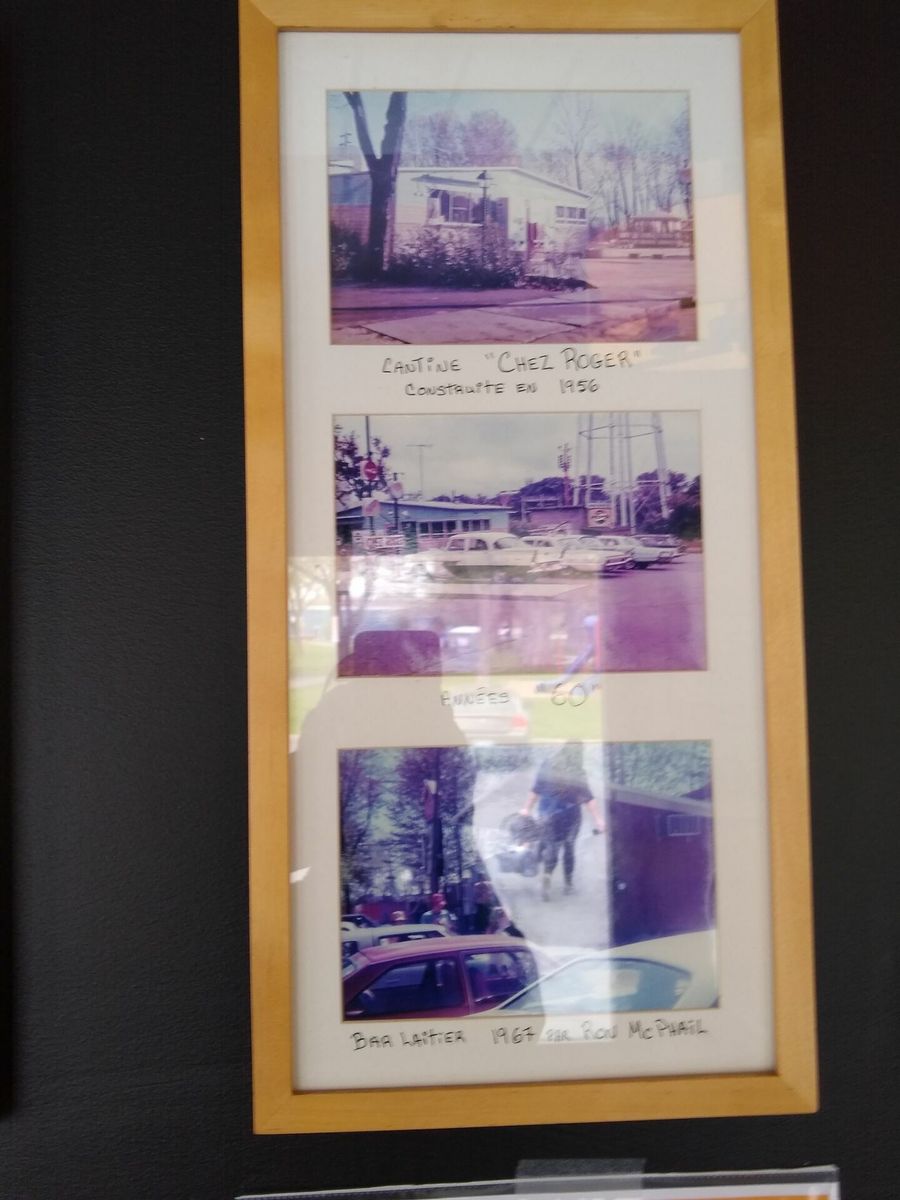 CANTINE "CHEZ ROGER"
CONSTRUITE EN 1956
ANNÉES "60"
BAR LAITIER 1967 PAR RON MCPHAIL